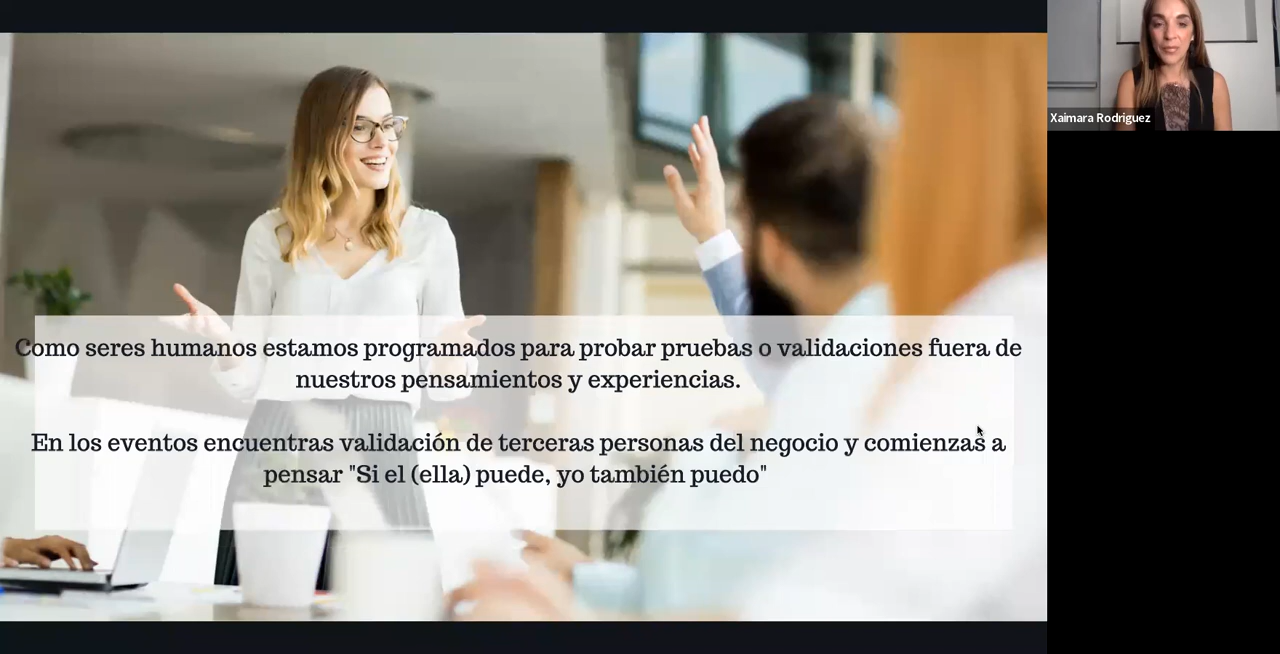 Xaimara Rodriguez
Como seres humanos estamos programados para probar pruebas o validaciones fuera de
nuestros pensamientos y experiencias.
En los eventos encuentras validación de terceras personas del negocio y comienzas a
pensar "Si el (ella) puede, yo también puedo"